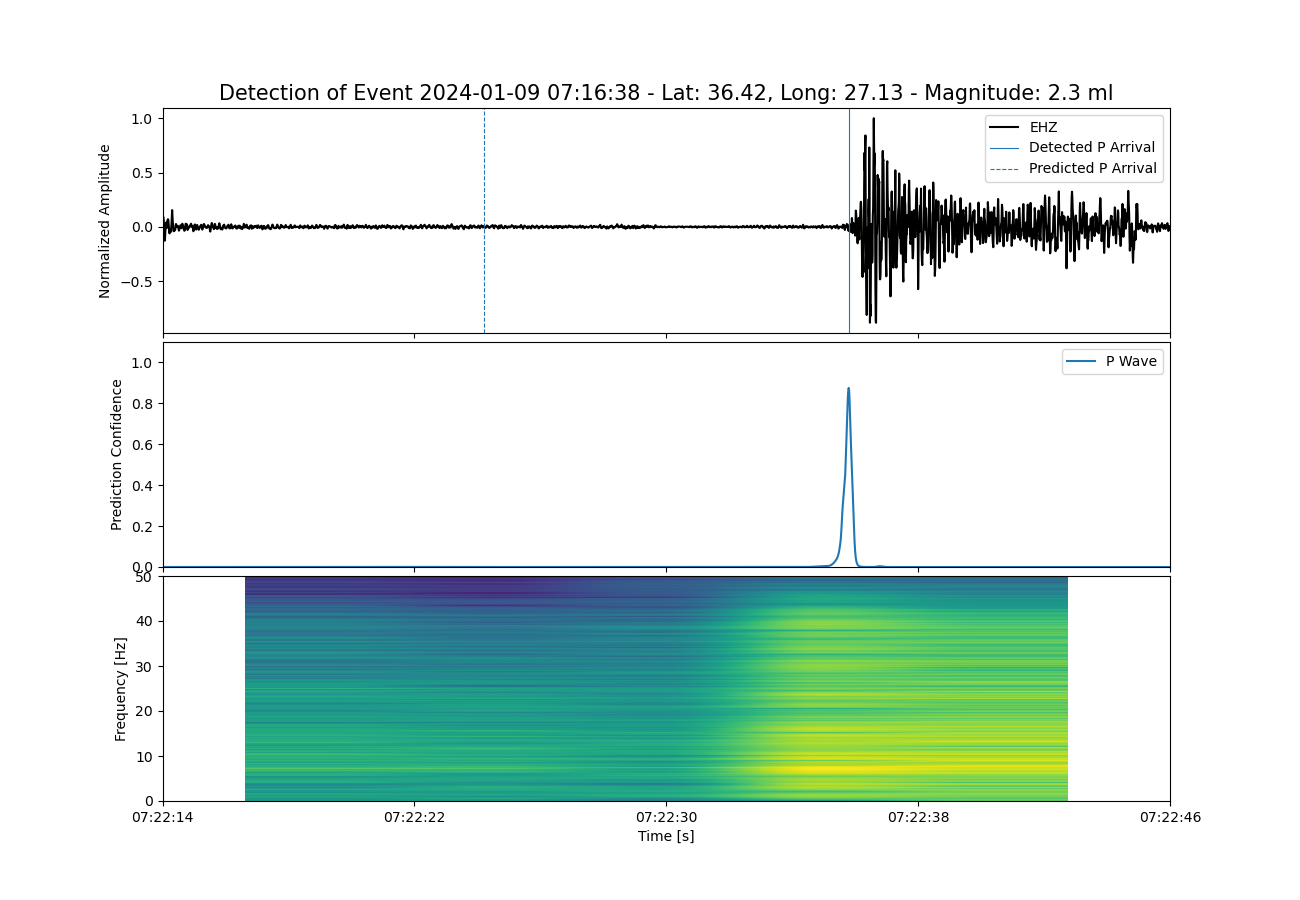 Detection of Event 2024-01-09 07:16:38 - Lat: 36.42, Long: 27.13 - Magnitude: 2.3 ml
Normalized Amplitude
1.0
0.5
0.0
−0.5
EHZ
Detected P Arrival
Predicted P Arrival
Prediction Confidence
1.0
0.8
0.6
0.4
0.2
0.0
P Wave
Frequency [Hz]
50
40
30
20
10
0
07:22:14 07:22:22 07:22:30 07:22:38 07:22:46
Time [s]